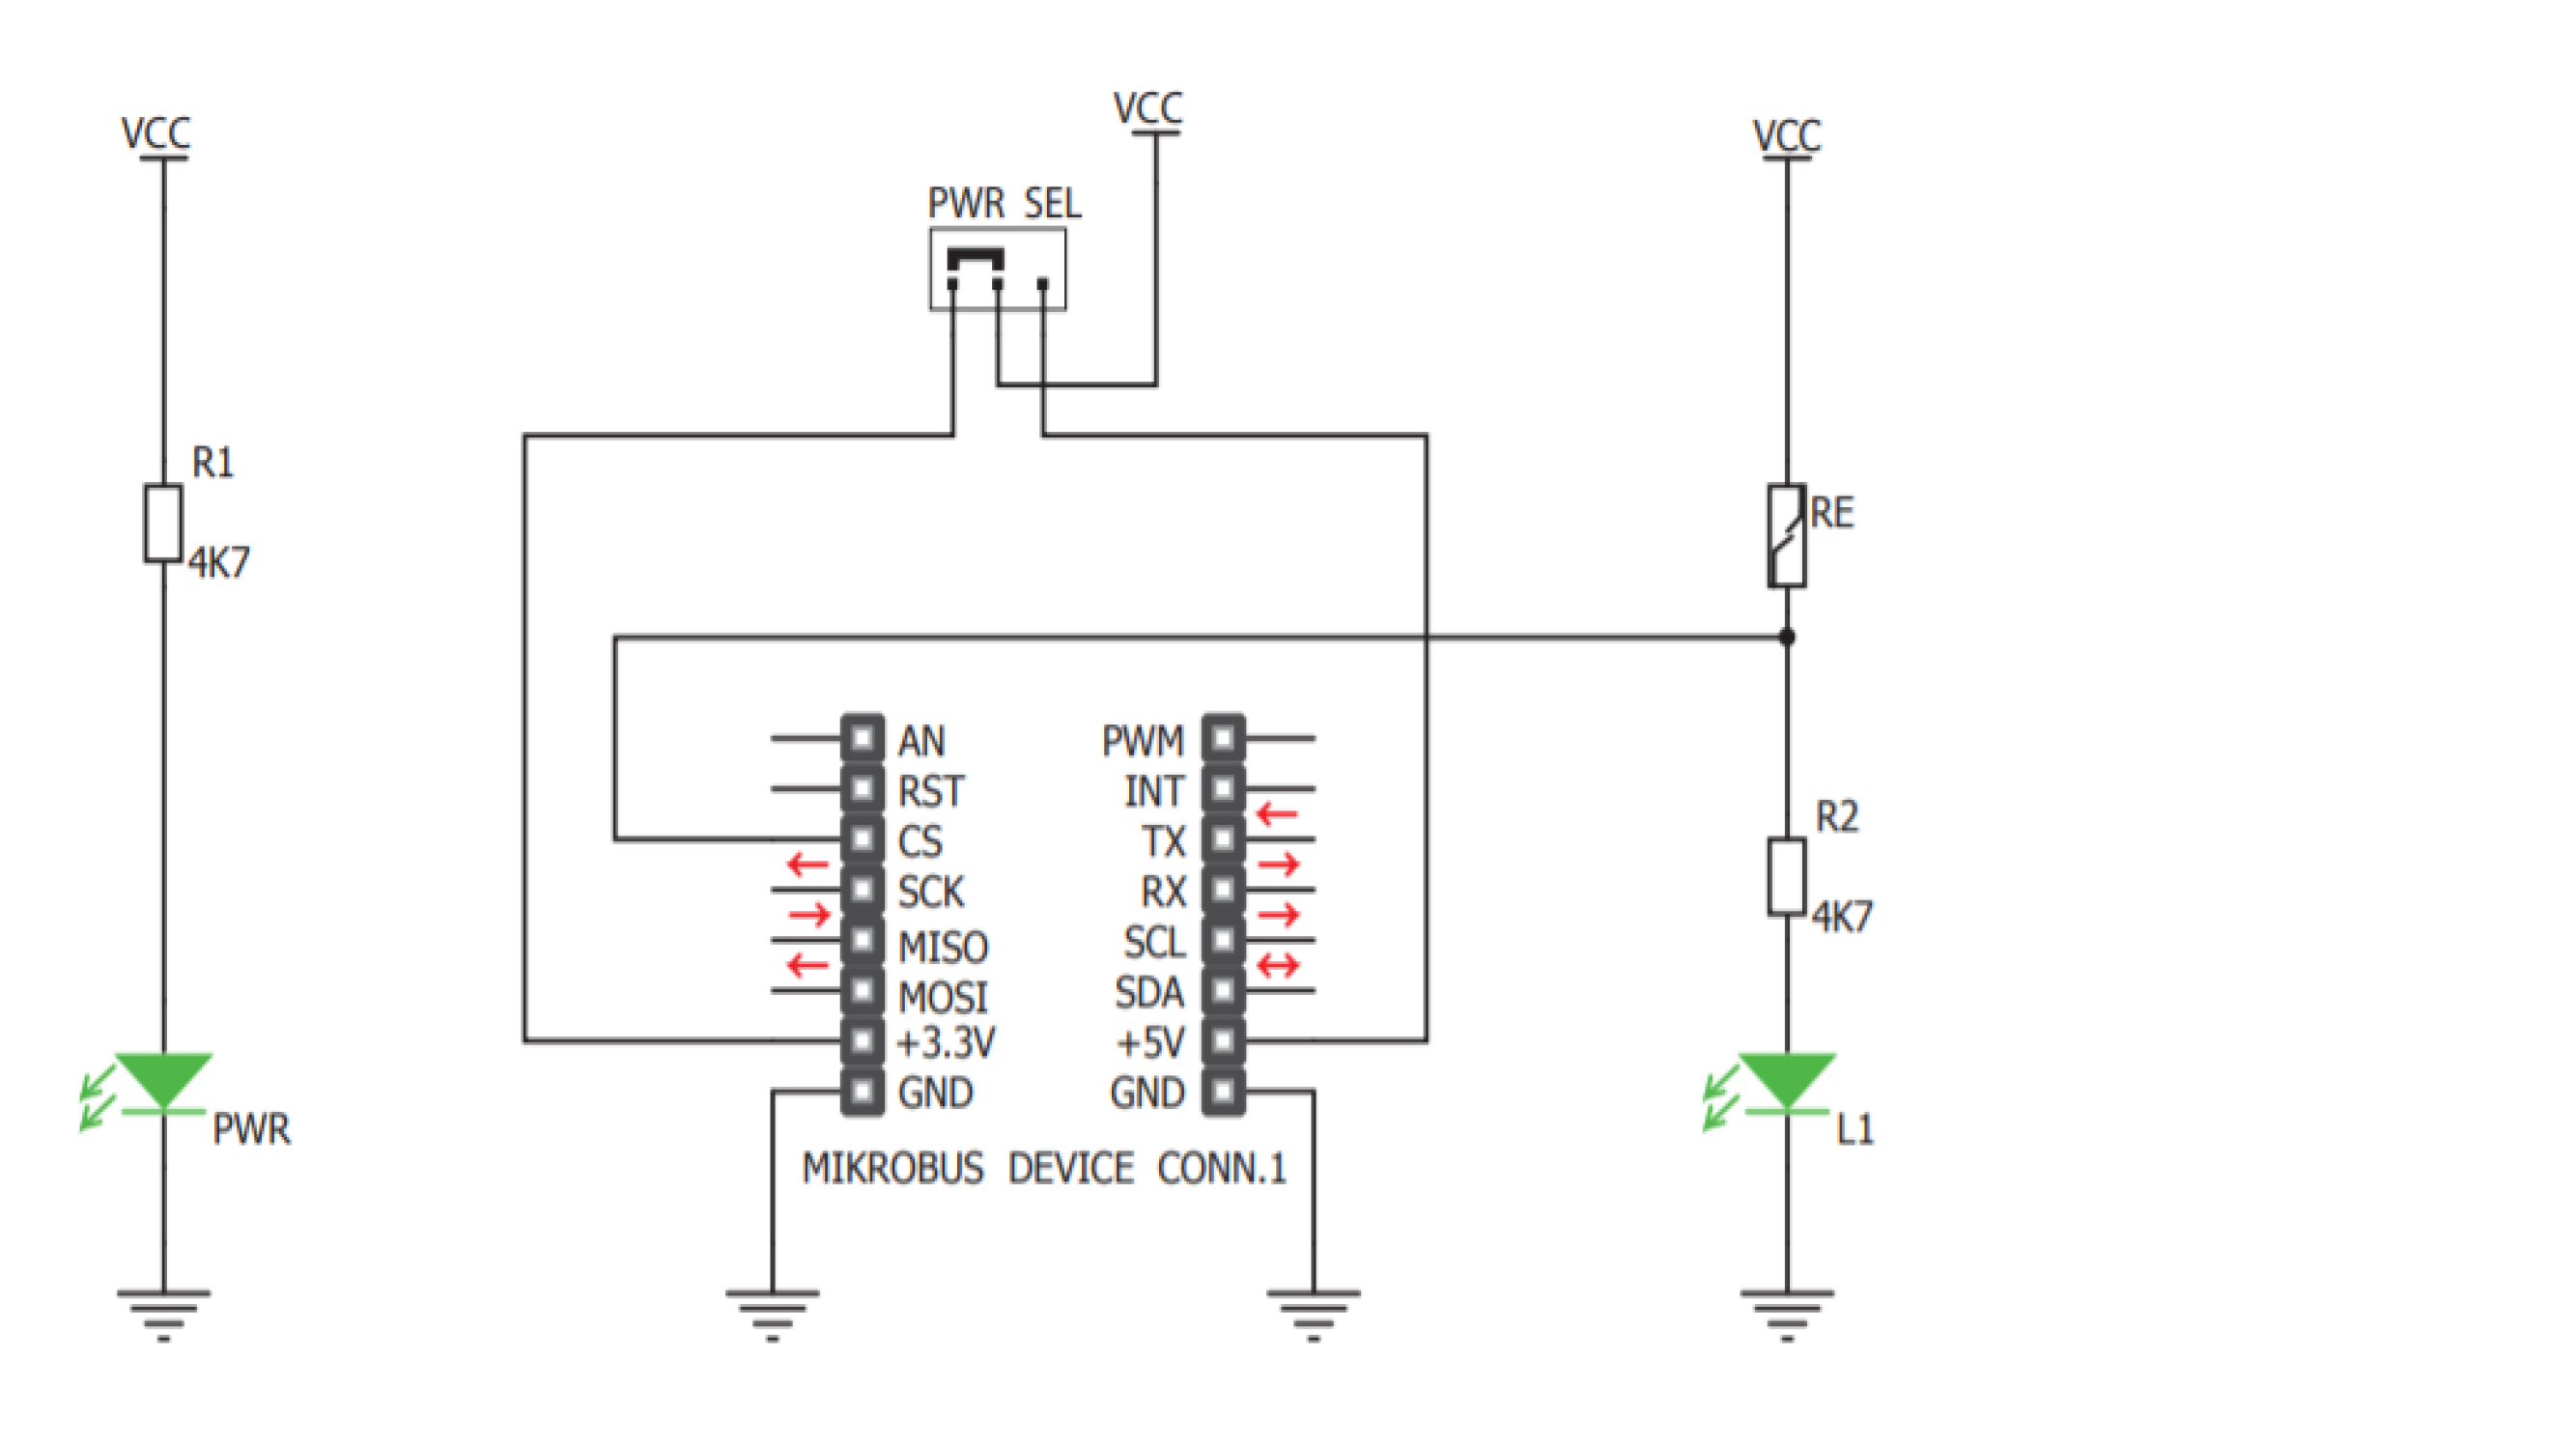 VCC
VCC
VCC
PWR SEL
R1
4K7
RE
AN
PWM
RST
INT
CS
TX
SCK
RX
MISO
SCL
MOSI
SDA
+3.3V
+5V
GND
GND
MIKROBUS DEVICE CONN.1
R2
4K7
PWR
L1